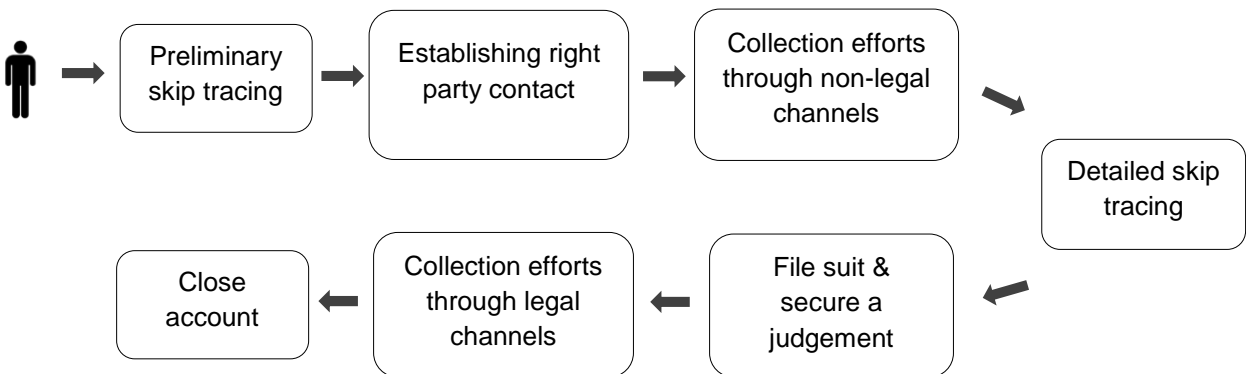 Preliminary
skip tracing
Establishing right
party contact
Collection efforts
through non-legal
channels
Detailed skip
tracing
File suit &
secure a
judgement
Collection efforts
through legal
channels
Close
account